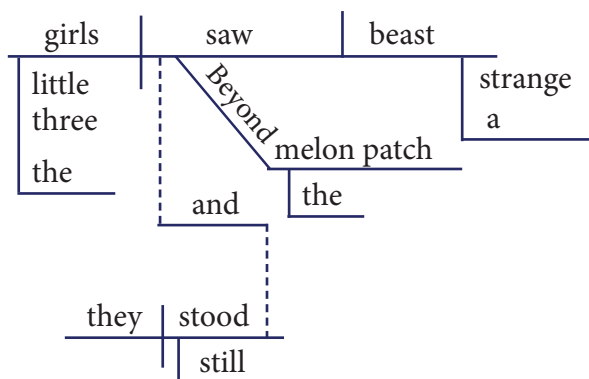 girls saw beast
little strange
three a
Beyond
the melon patch
the
and
they stood
still